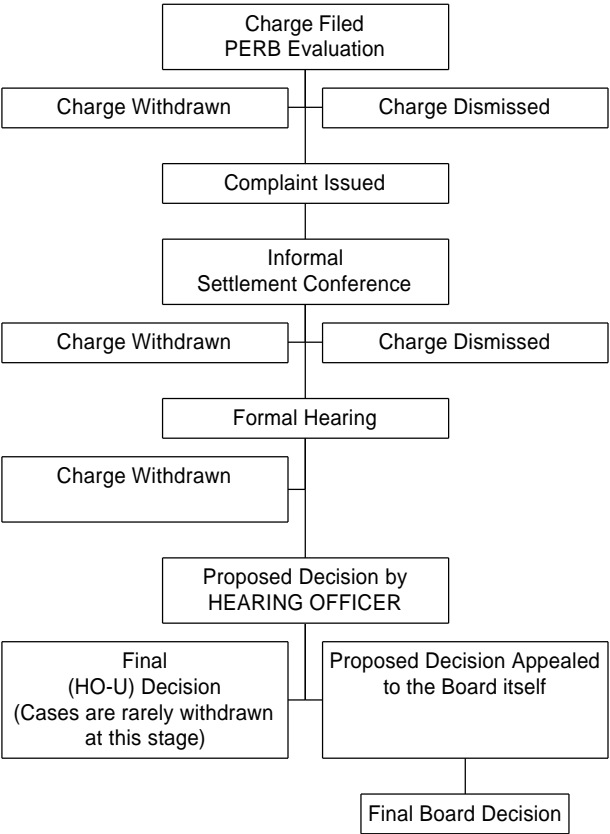 Charge Filed
PERB Evaluation
Charge Withdrawn
Charge Dismissed
Complaint Issued
Informal
Settlement Conference
Charge Withdrawn
Charge Dismissed
Formal Hearing
Charge Withdrawn
Proposed Decision by
HEARING OFFICER
Final
(HO-U) Decision
(Cases are rarely withdrawn
at this stage)
Proposed Decision Appealed
to the Board itself
Final Board Decision